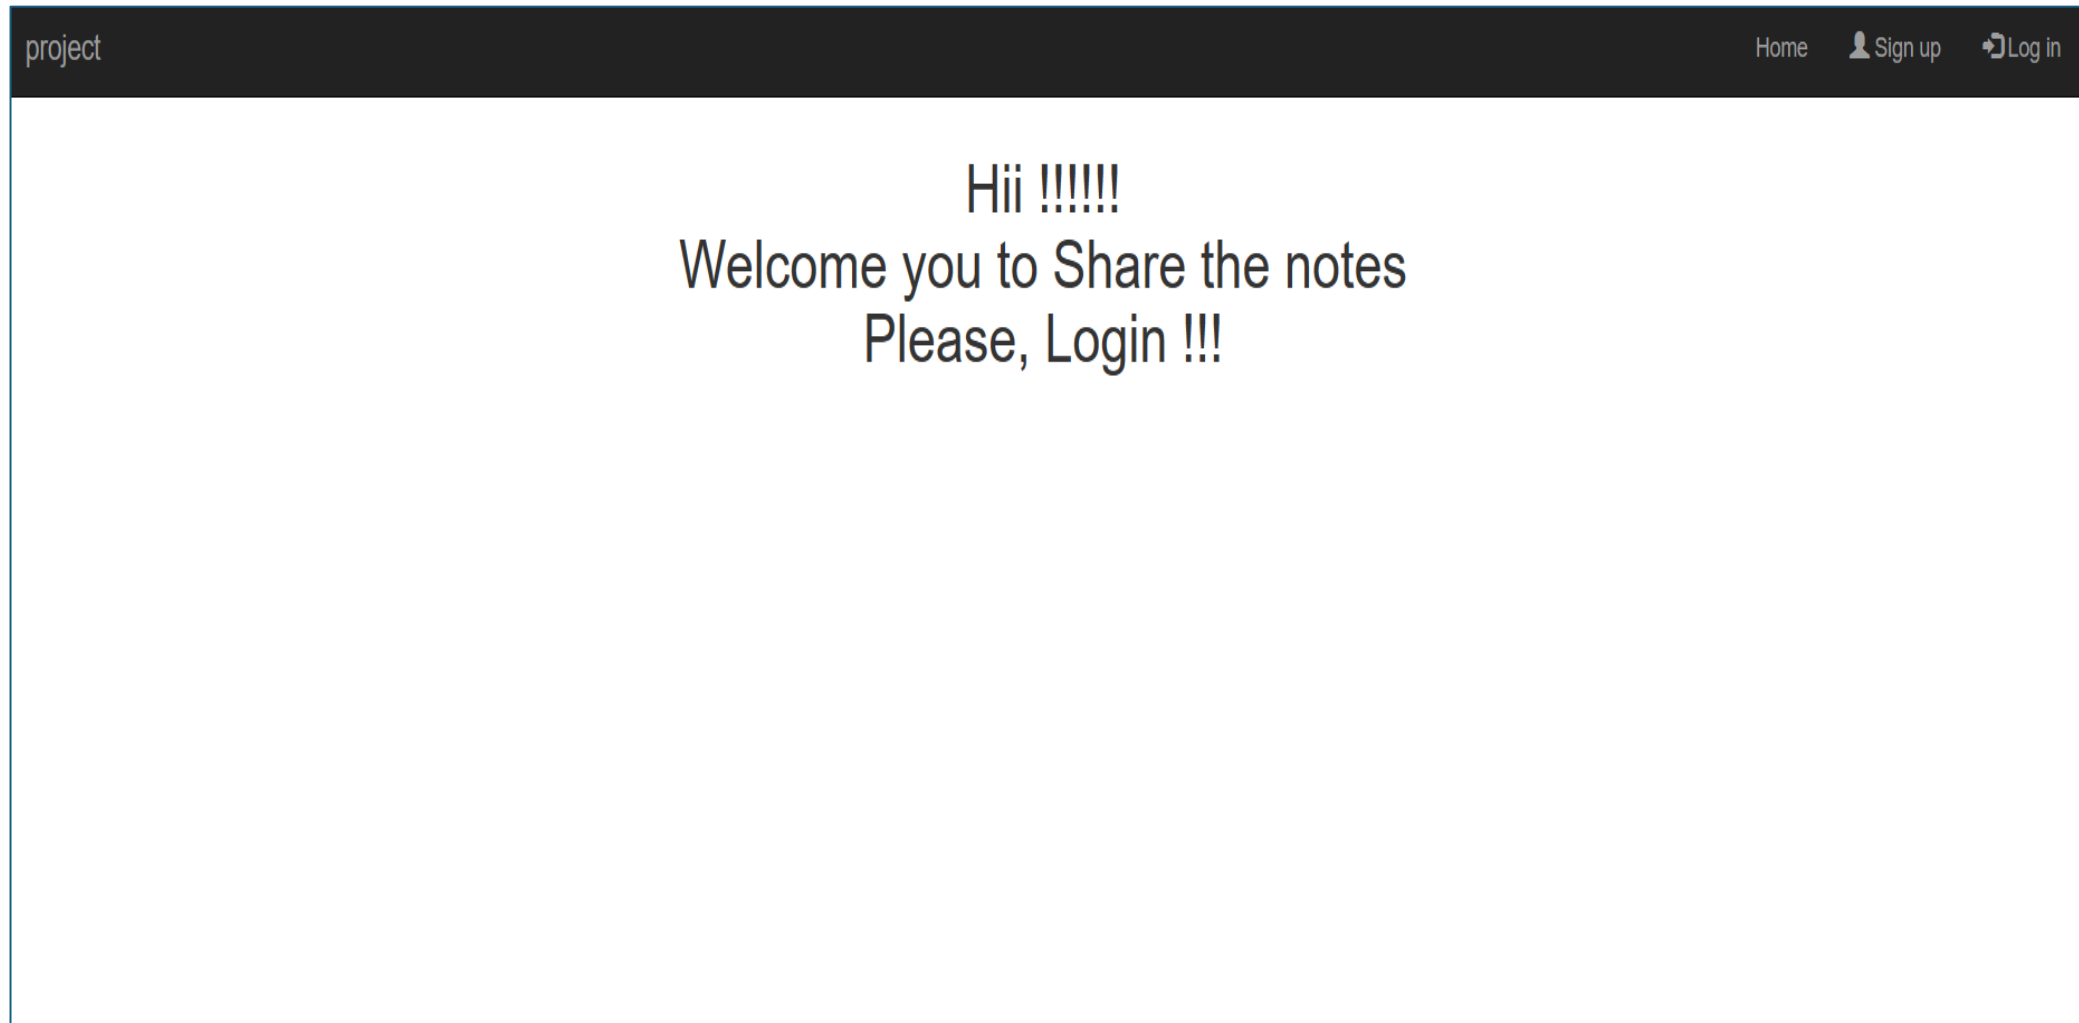 project
Home Sign up Log in
Hii !!!!!!
Welcome you to Share the notes
Please, Login !!!